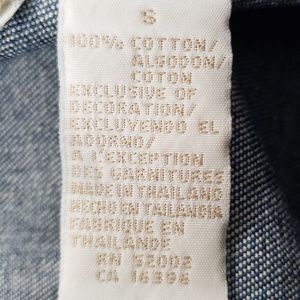 S
100% COTTON/
ALGODON/
COTON
EXCLUSIVE OF
DECORATION/
EXCLUYENDO EL
ADORNO/
A L'EXCEPTION
DES GARNITURES
MADE IN THAILAND
HECHO EN TAILANDIA
FABRIQUE EN
THAILANDE
RN 52002
CA 16396